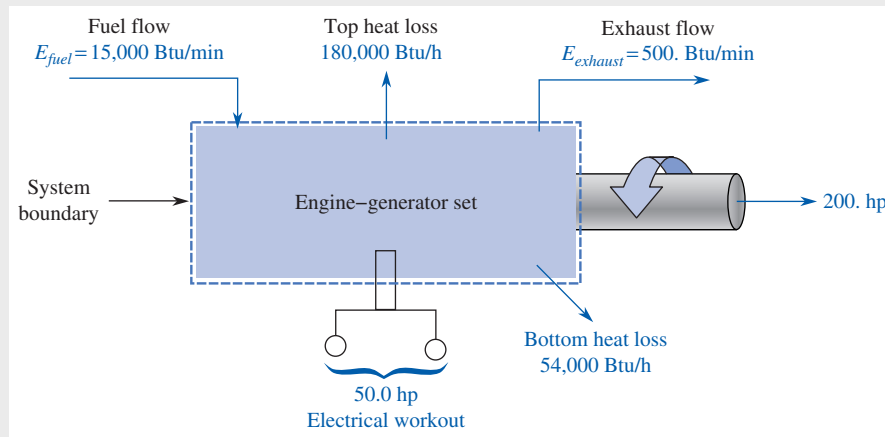 Fuel flow
E_fuel = 15,000 Btu/min
Top heat loss
180,000 Btu/h
Exhaust flow
E_exhaust = 500. Btu/min
System
boundary
Engine–generator set
200. hp
Bottom heat loss
54,000 Btu/h
50.0 hp
Electrical workout